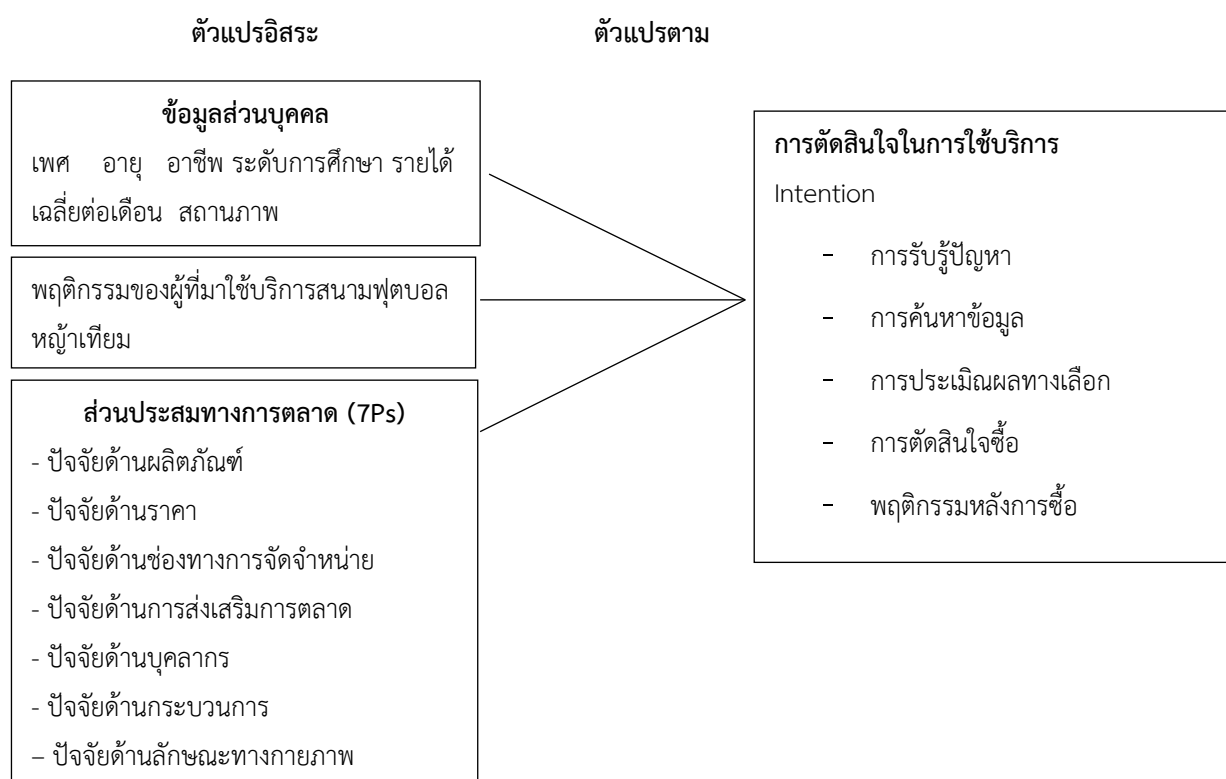 ตัวแปรอิสระ ตัวแปรตาม
ข้อมูลส่วนบุคคล
เพศ อายุ อาชีพ ระดับการศึกษา รายได้
เฉลี่ยต่อเดือน สถานภาพ
พฤติกรรมของผู้ที่มาใช้บริการสนามฟุตบอล
หญ้าเทียม
ส่วนประสมทางการตลาด (7Ps)
- ปัจจัยด้านผลิตภัณฑ์
- ปัจจัยด้านราคา
- ปัจจัยด้านช่องทางการจัดจำหน่าย
- ปัจจัยด้านการส่งเสริมการตลาด
- ปัจจัยด้านบุคลากร
- ปัจจัยด้านกระบวนการ
– ปัจจัยด้านลักษณะทางกายภาพ
การตัดสินใจในการใช้บริการ
Intention
- การรับรู้ปัญหา
- การค้นหาข้อมูล
- การประเมิณผลทางเลือก
- การตัดสินใจซื้อ
- พฤติกรรมหลังการซื้อ